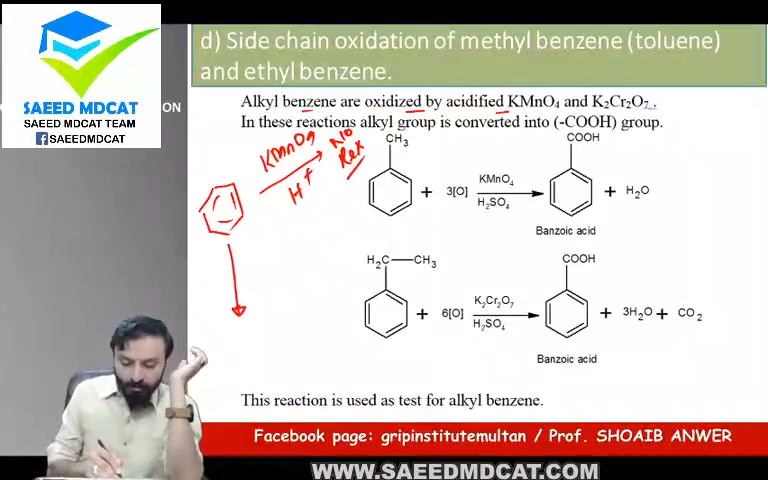 d) Side chain oxidation of methyl benzene (toluene)
and ethyl benzene.
SAEED MDCAT
SAEED MDCAT TEAM
SAEEDMDCAT
ON
Alkyl benzene are oxidized by acidified KMnO₄ and K₂Cr₂O₇.
In these reactions alkyl group is converted into (-COOH) group.
KMnO₄
H⁺
No
Rex
CH₃
+ 3[O]
KMnO₄
H₂SO₄
COOH
+ H₂O
Banzoic acid
H₂C—CH₃
+ 6[O]
K₂Cr₂O₇
H₂SO₄
COOH
+ 3H₂O + CO₂
Banzoic acid
This reaction is used as test for alkyl benzene.
Facebook page: gripinstitutemultan / Prof. SHOAIB ANWER
WWW.SAEEDMDCAT.COM